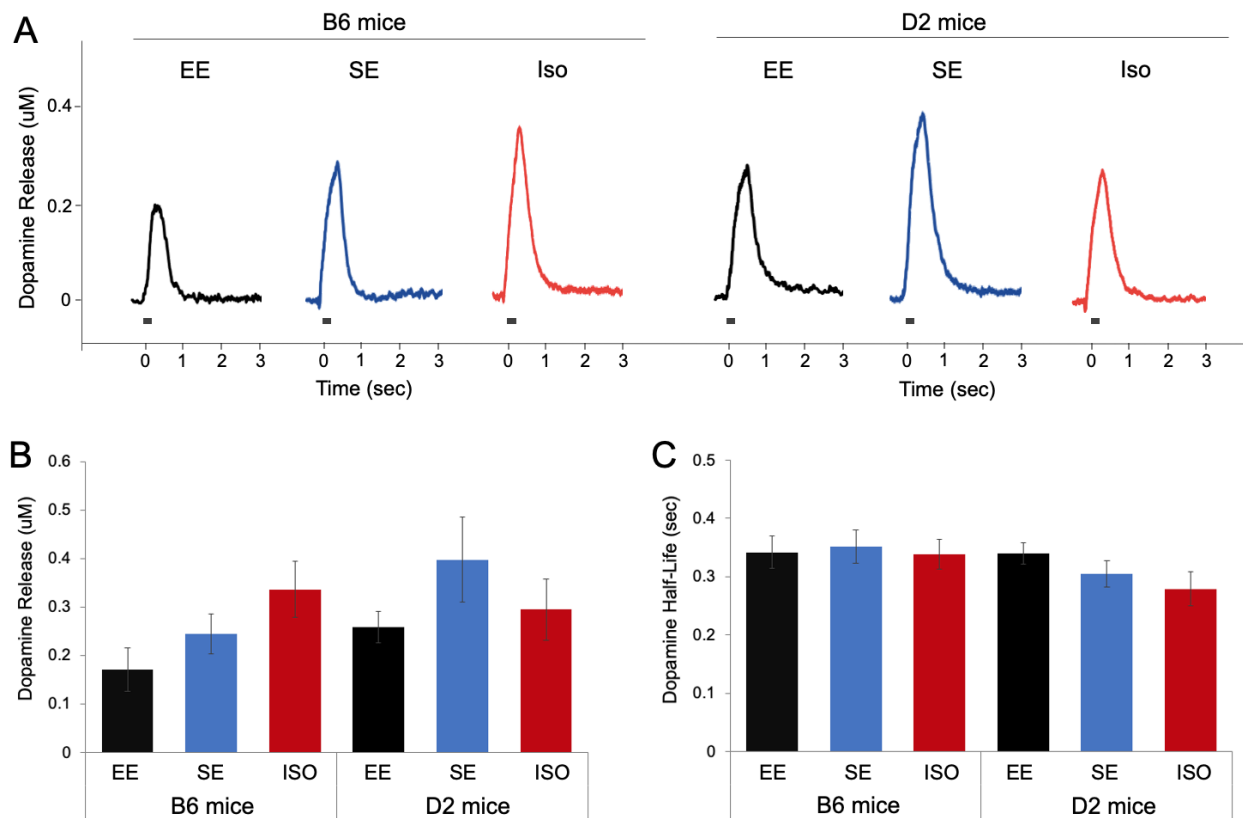 A
B6 mice
D2 mice
EE
SE
Iso
EE
SE
Iso
Dopamine Release (uM)
0.4
0.2
0
0 1 2 3
0 1 2 3
0 1 2 3
0 1 2 3
0 1 2 3
0 1 2 3
Time (sec)
Time (sec)
B
Dopamine Release (uM)
0.6
0.5
0.4
0.3
0.2
0.1
0
EE SE ISO EE SE ISO
B6 mice D2 mice
C
Dopamine Half-Life (sec)
0.5
0.4
0.3
0.2
0.1
0
EE SE ISO EE SE ISO
B6 mice D2 mice